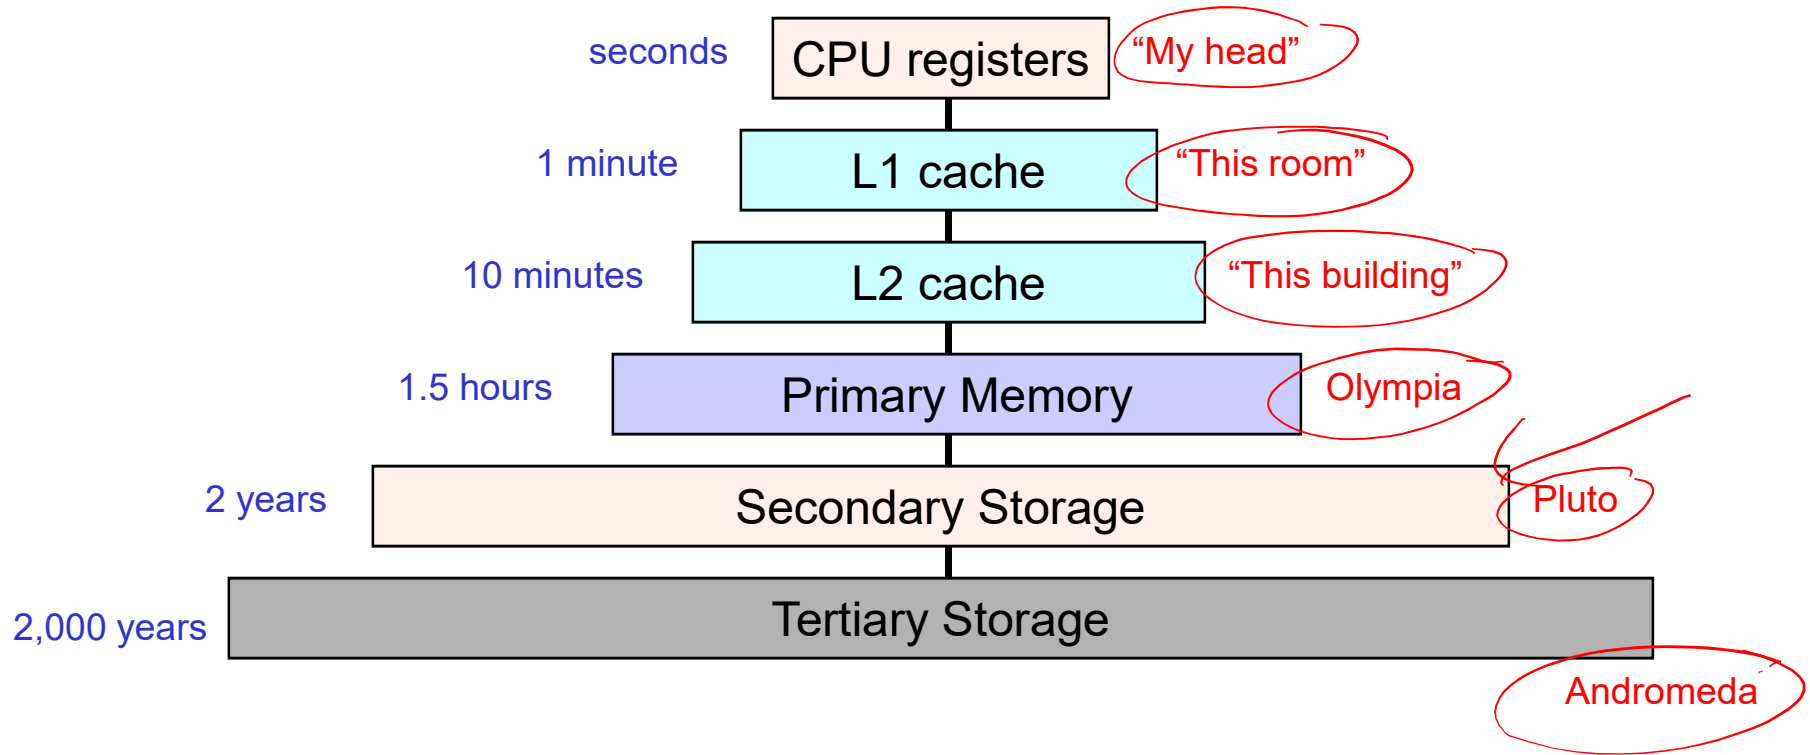 seconds
CPU registers
“My head”
1 minute
L1 cache
“This room”
10 minutes
L2 cache
“This building”
1.5 hours
Primary Memory
Olympia
2 years
Secondary Storage
Pluto
2,000 years
Tertiary Storage
Andromeda